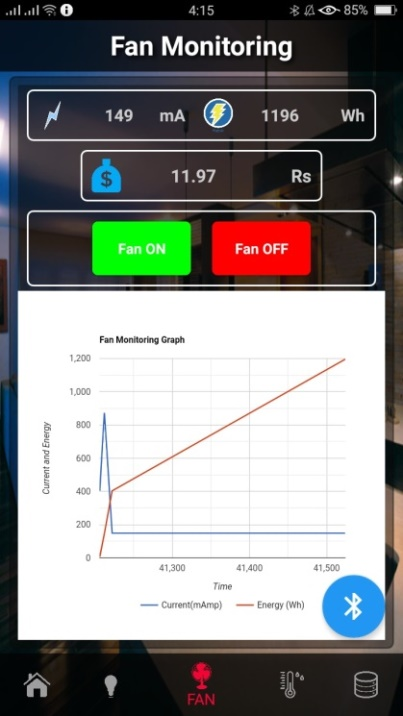 4:15
85%
Fan Monitoring
149 mA 1196 Wh
$
11.97 Rs
Fan ON Fan OFF
Fan Monitoring Graph
Current and Energy
1,200
1,000
800
600
400
200
0
41,300 41,400 41,500
Time
Current(mAmp) Energy (Wh)
FAN